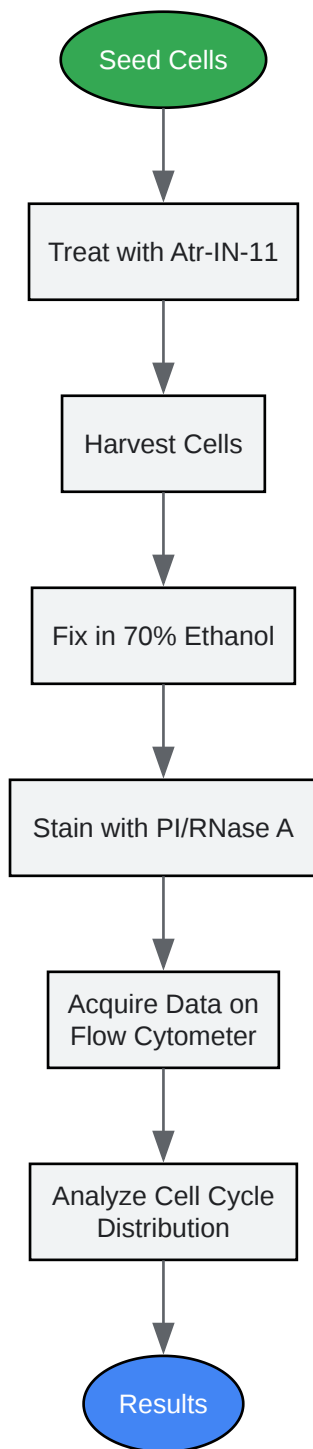 Seed Cells
Treat with Atr-IN-11
Harvest Cells
Fix in 70% Ethanol
Stain with PI/RNase A
Acquire Data on
Flow Cytometer
Analyze Cell Cycle
Distribution
Results